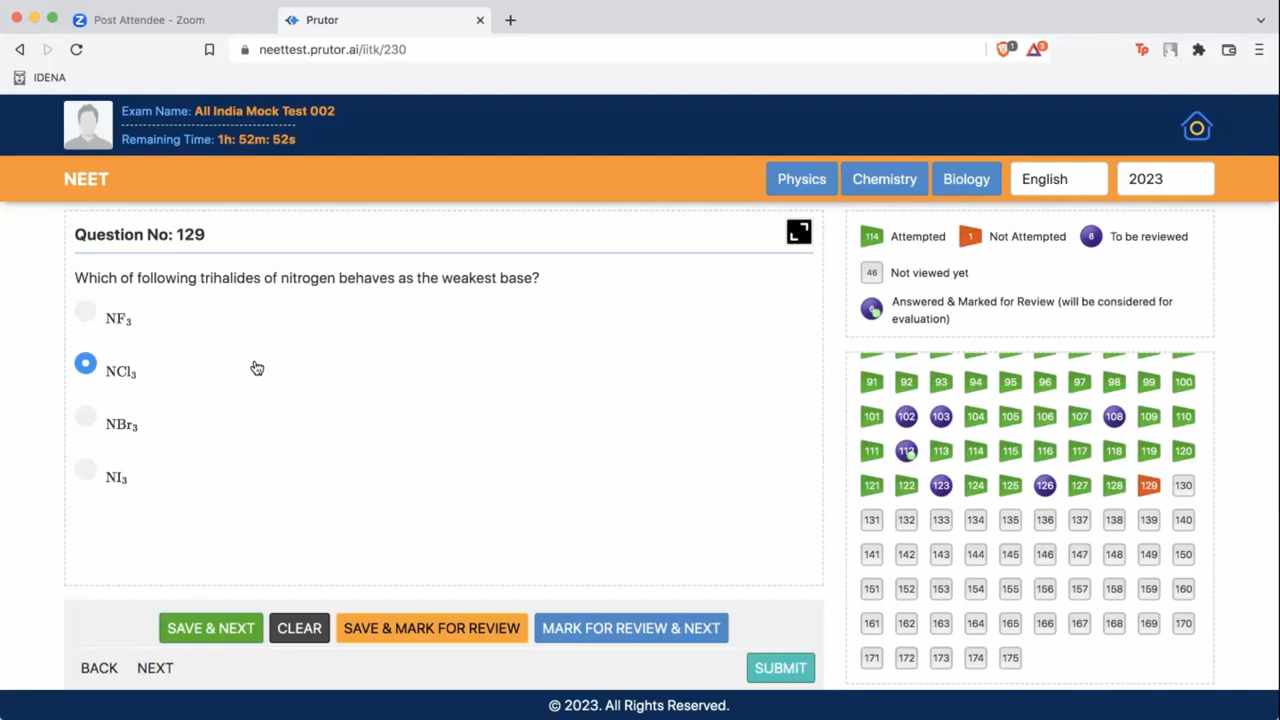 Post Attendee - Zoom
Prutor
neettest.prutor.ai/iitk/230
1
3
Tp
IDENA
Exam Name: All India Mock Test 002
Remaining Time: 1h: 52m: 52s
NEET
Physics
Chemistry
Biology
English
2023
Question No: 129
Which of following trihalides of nitrogen behaves as the weakest base?
NF₃
NCl₃
NBr₃
NI₃
SAVE & NEXT
CLEAR
SAVE & MARK FOR REVIEW
MARK FOR REVIEW & NEXT
BACK
NEXT
SUBMIT
114 Attempted
1 Not Attempted
8 To be reviewed
46 Not viewed yet
Answered & Marked for Review (will be considered for
evaluation)
91 92 93 94 95 96 97 98 99 100
101 102 103 104 105 106 107 108 109 110
111 112 113 114 115 116 117 118 119 120
121 122 123 124 125 126 127 128 129 130
131 132 133 134 135 136 137 138 139 140
141 142 143 144 145 146 147 148 149 150
151 152 153 154 155 156 157 158 159 160
161 162 163 164 165 166 167 168 169 170
171 172 173 174 175
© 2023. All Rights Reserved.